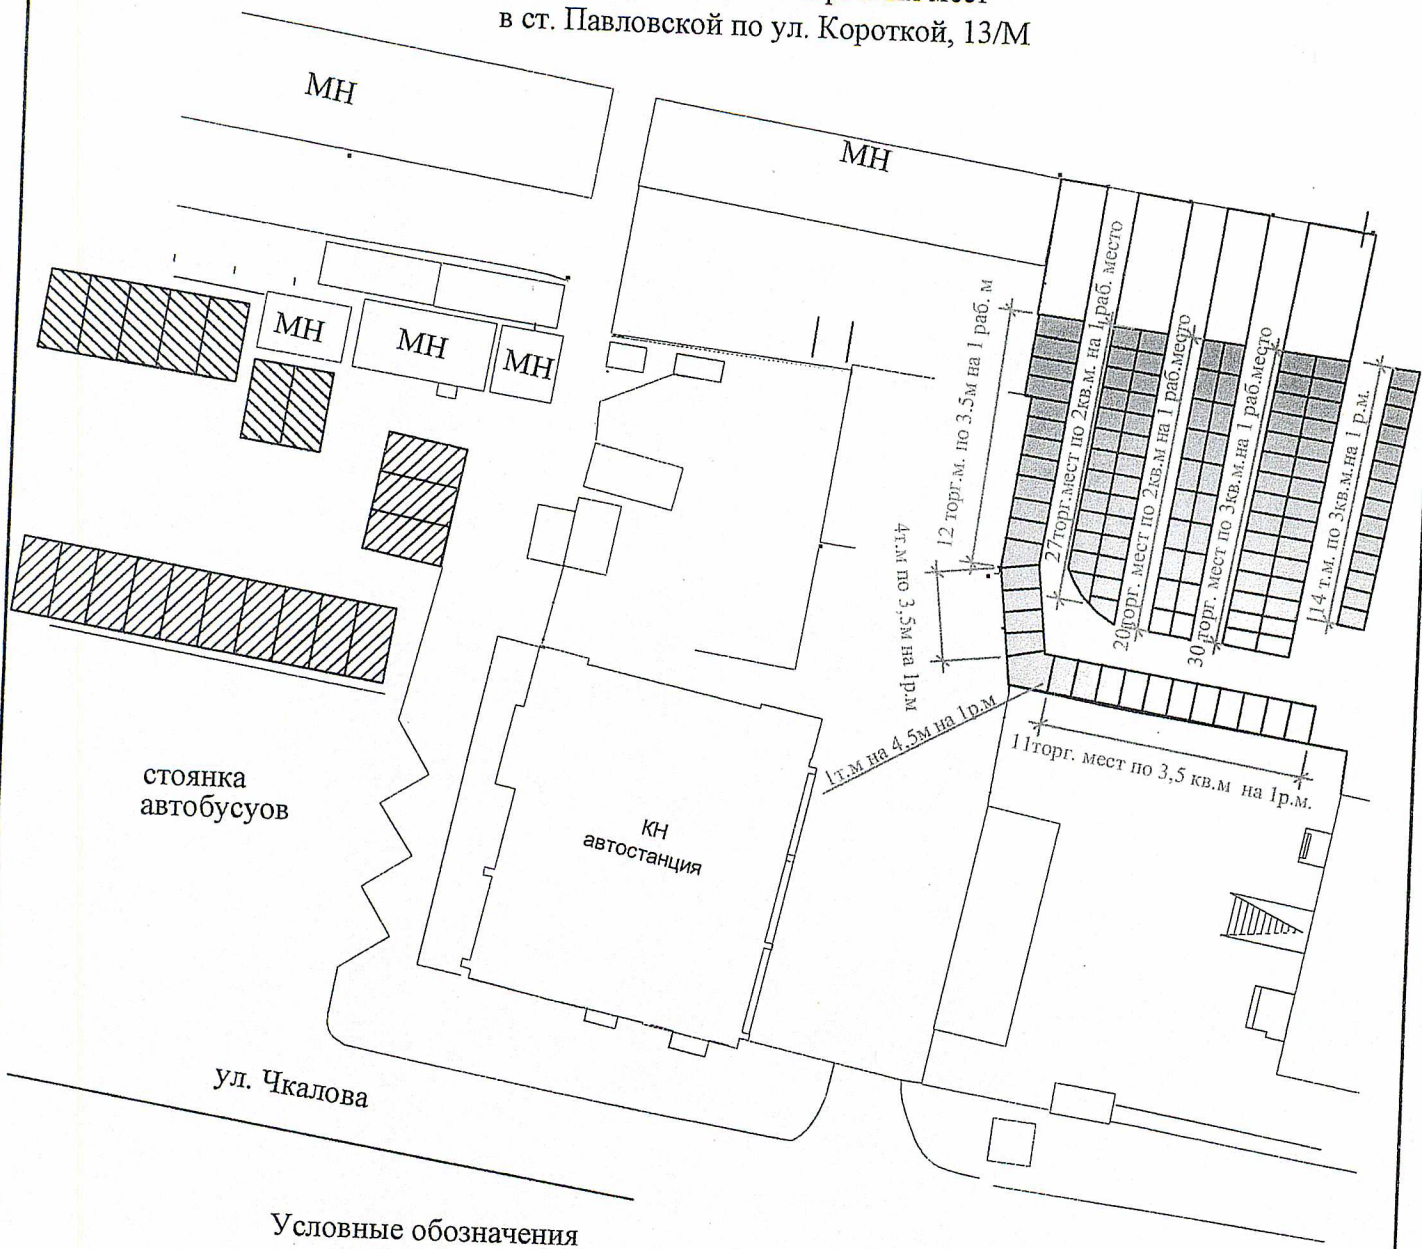 в ст. Павловской по ул. Короткой, 13/М
МН
МН
МН
МН
МН
12 торг.м. по 3.5м на 1 раб. м
27торг.мест по 2кв.м. на 1 раб. место
20торг. мест по 2кв.м на 1 раб.место
30торг. мест по 3кв.м.на 1 раб.место
14 т.м. по 3кв.м.на 1 р.м.
4т.м по 3,5м на 1р.м
1т.м на 4,5м на 1р.м
11торг. мест по 3,5 кв.м на 1р.м.
стоянка
автобусуов
КН
автостанция
ул. Чкалова
Условные обозначения